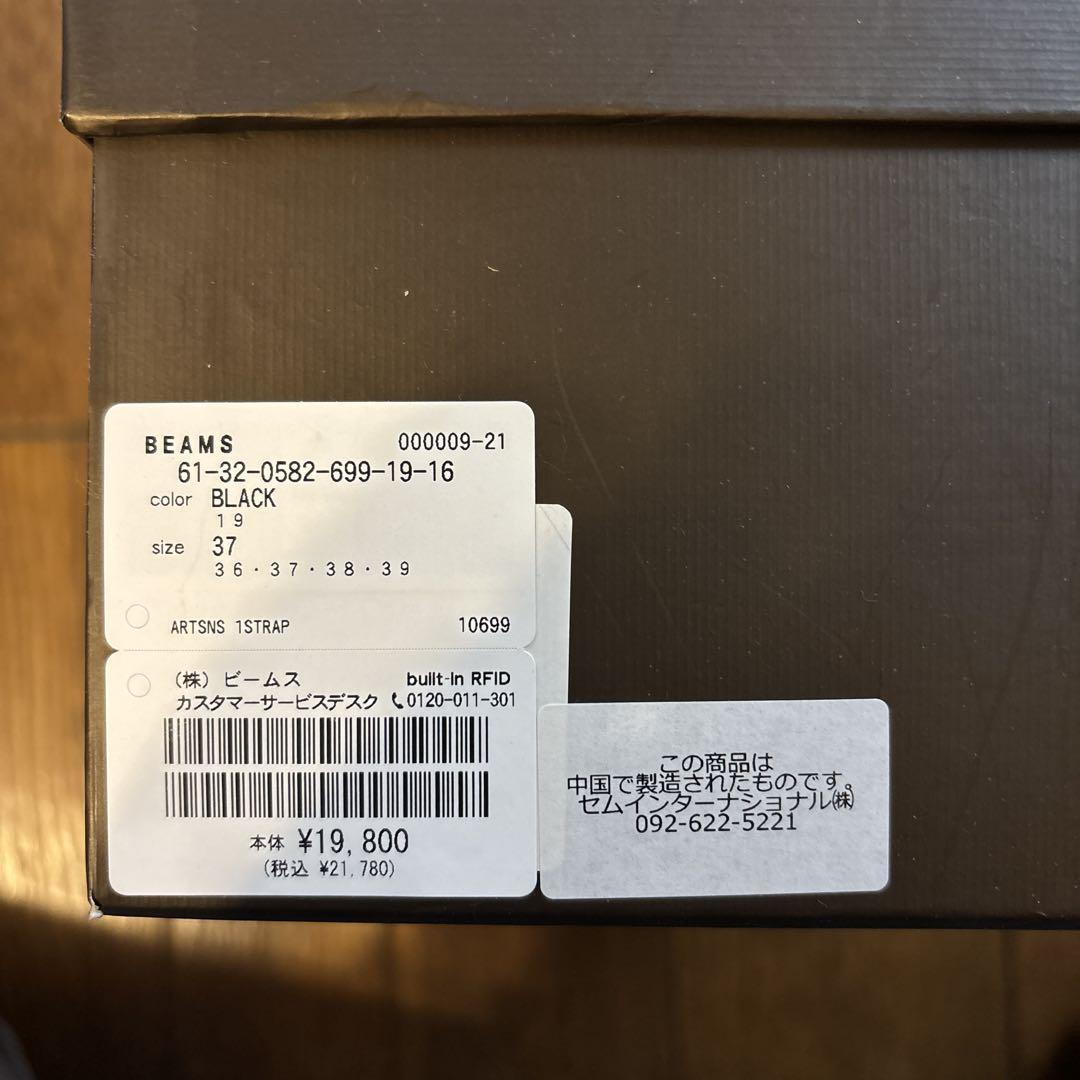 BEAMS 000009-21
61-32-0582-699-19-16
color BLACK
19
size 37
36・37・38・39
ARTSNS 1STRAP 10699
(株) ビームス built-in RFID
カスタマーサービスデスク 0120-011-301
本体 ¥19,800
(税込 ¥21,780)
この商品は
中国で製造されたものです。
セムインターナショナル㈱
092-622-5221